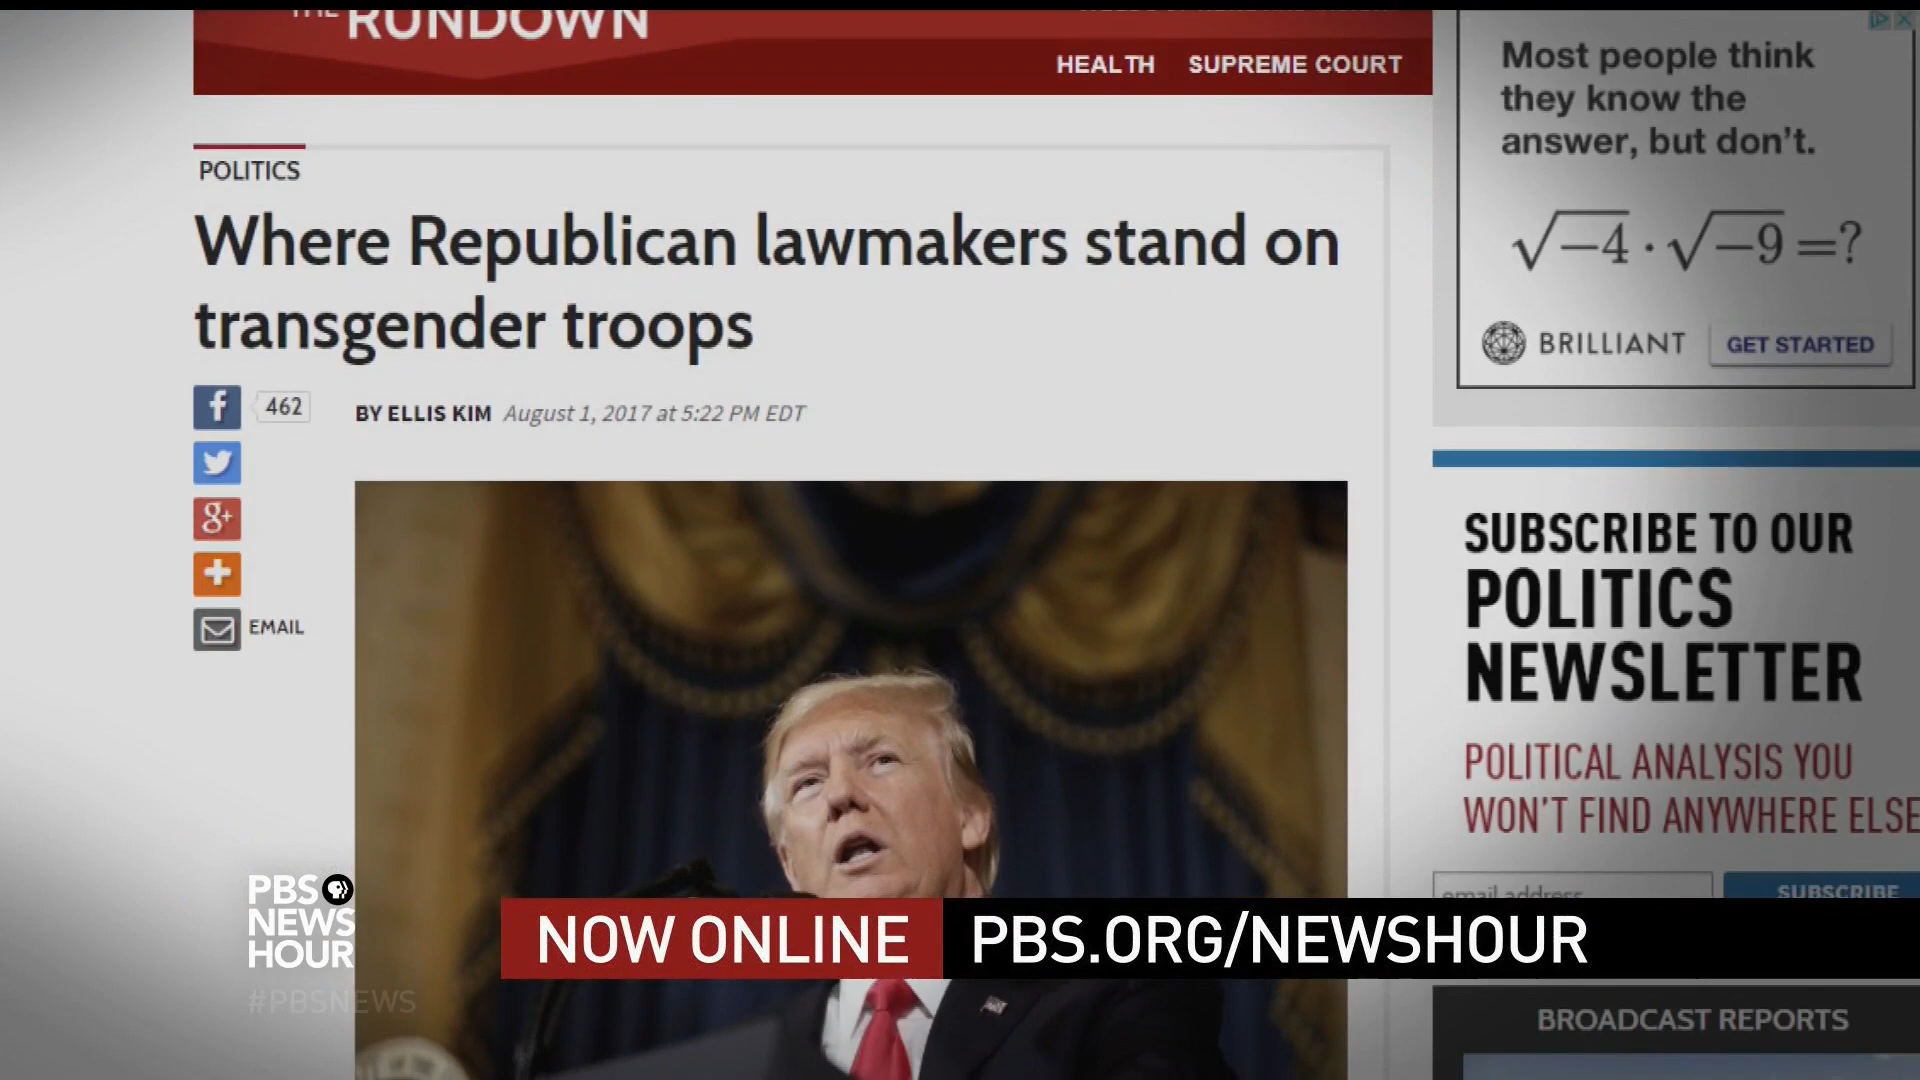 THE RUNDOWN
HEALTH SUPREME COURT
POLITICS
Where Republican lawmakers stand on
transgender troops
462
BY ELLIS KIM August 1, 2017 at 5:22 PM EDT
EMAIL
Most people think
they know the
answer, but don't.
√−4 · √−9 =?
BRILLIANT GET STARTED
SUBSCRIBE TO OUR
POLITICS
NEWSLETTER
POLITICAL ANALYSIS YOU
WON'T FIND ANYWHERE ELSE
email address SUBSCRIBE
PBS
NEWS
HOUR
#PBSNEWS
NOW ONLINE PBS.ORG/NEWSHOUR
BROADCAST REPORTS